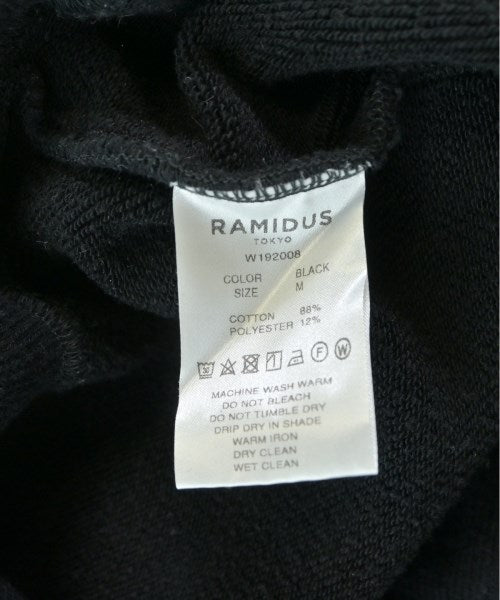 RAMIDUS
TOKYO
W192008
COLOR BLACK
SIZE M
COTTON 88%
POLYESTER 12%
F W
MACHINE WASH WARM
DO NOT BLEACH
DO NOT TUMBLE DRY
DRIP DRY IN SHADE
WARM IRON
DRY CLEAN
WET CLEAN